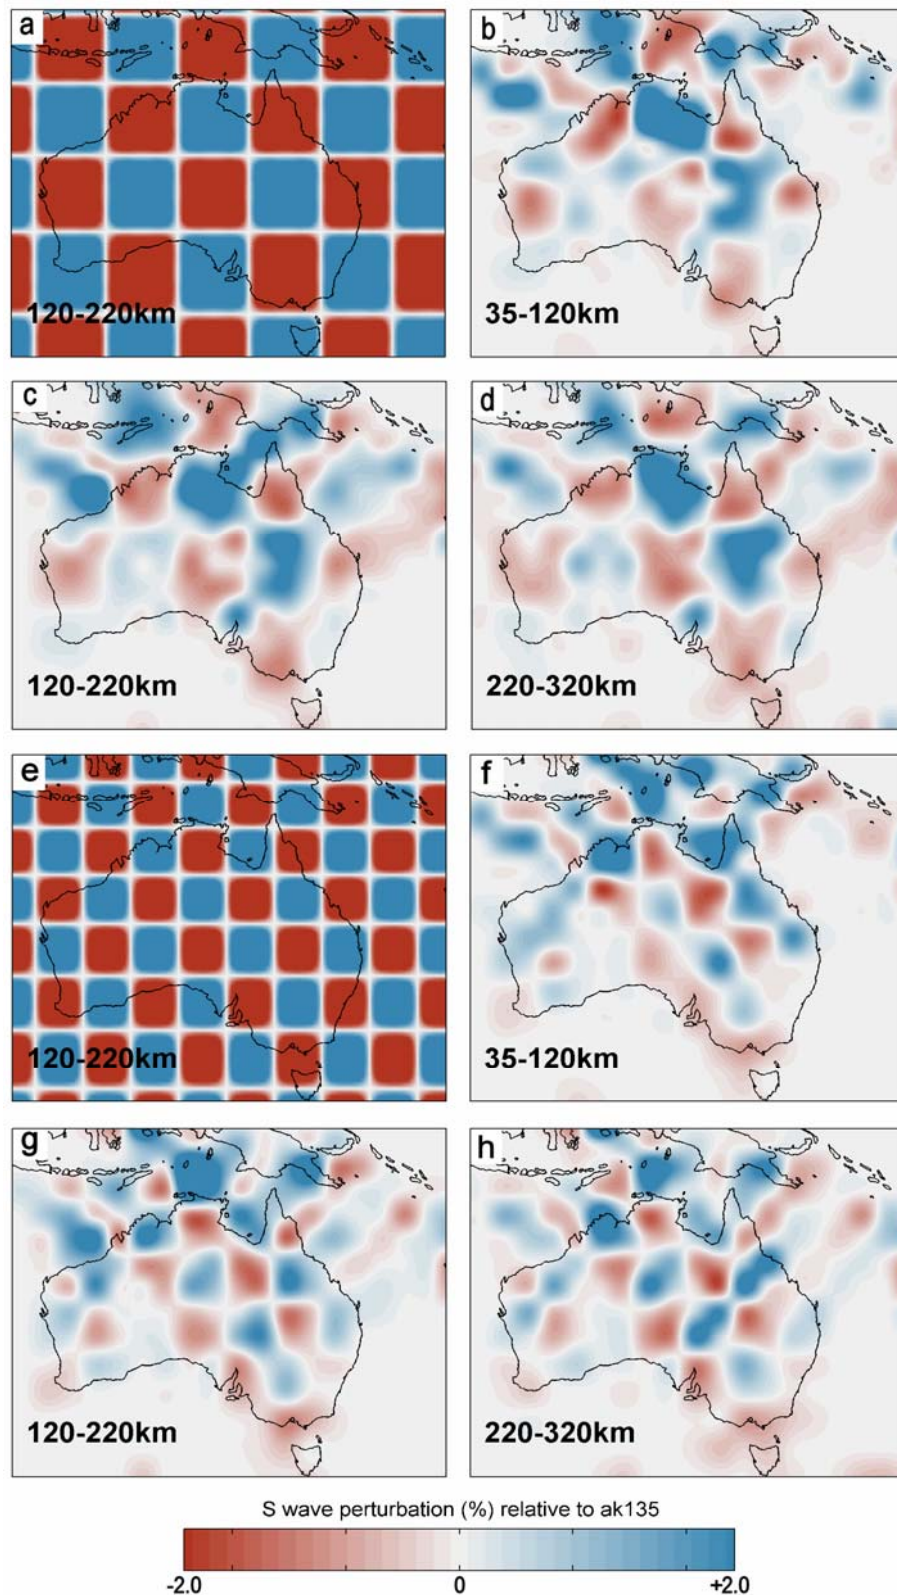 a
120-220km
b
35-120km
c
120-220km
d
220-320km
e
120-220km
f
35-120km
g
120-220km
h
220-320km
S wave perturbation (%) relative to ak135
-2.0
0
+2.0